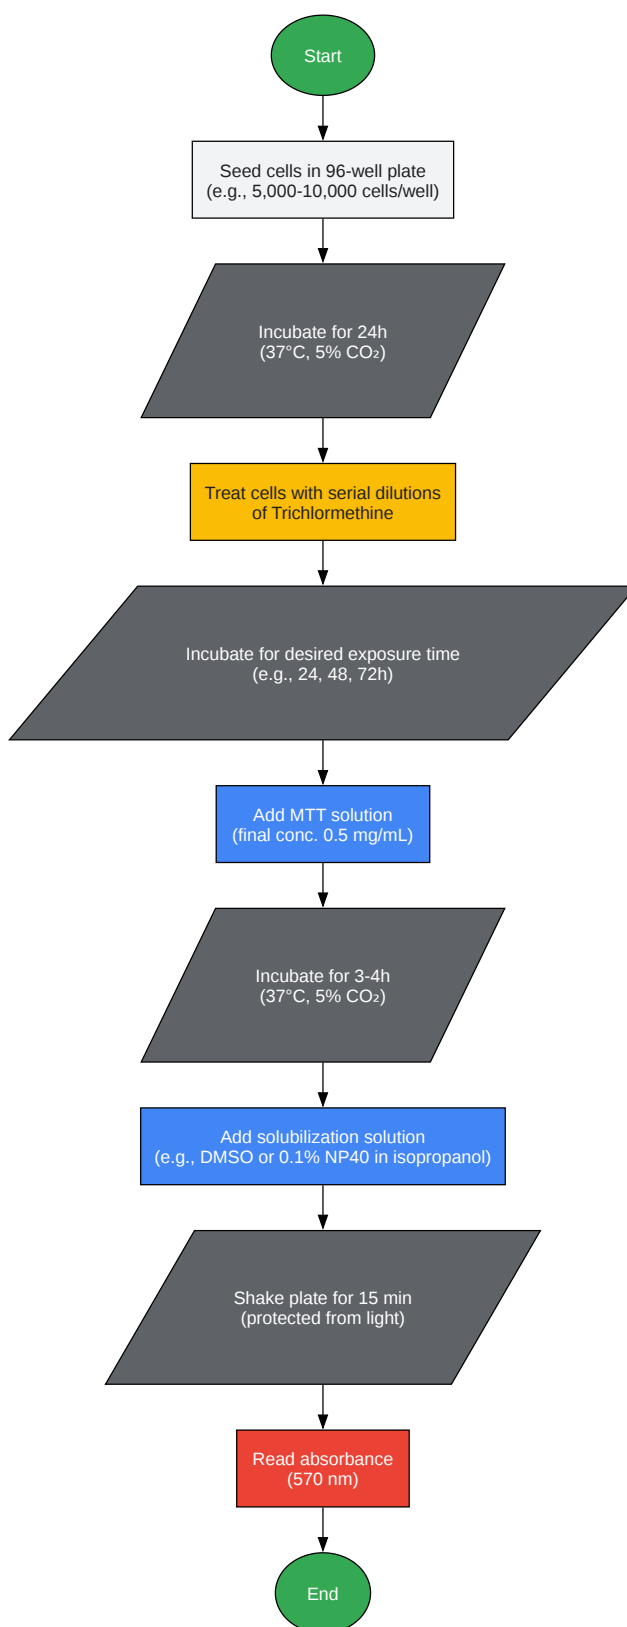 Start
Seed cells in 96-well plate
(e.g., 5,000-10,000 cells/well)
Incubate for 24h
(37°C, 5% CO₂)
Treat cells with serial dilutions
of Trichlormethine
Incubate for desired exposure time
(e.g., 24, 48, 72h)
Add MTT solution
(final conc. 0.5 mg/mL)
Incubate for 3-4h
(37°C, 5% CO₂)
Add solubilization solution
(e.g., DMSO or 0.1% NP40 in isopropanol)
Shake plate for 15 min
(protected from light)
Read absorbance
(570 nm)
End